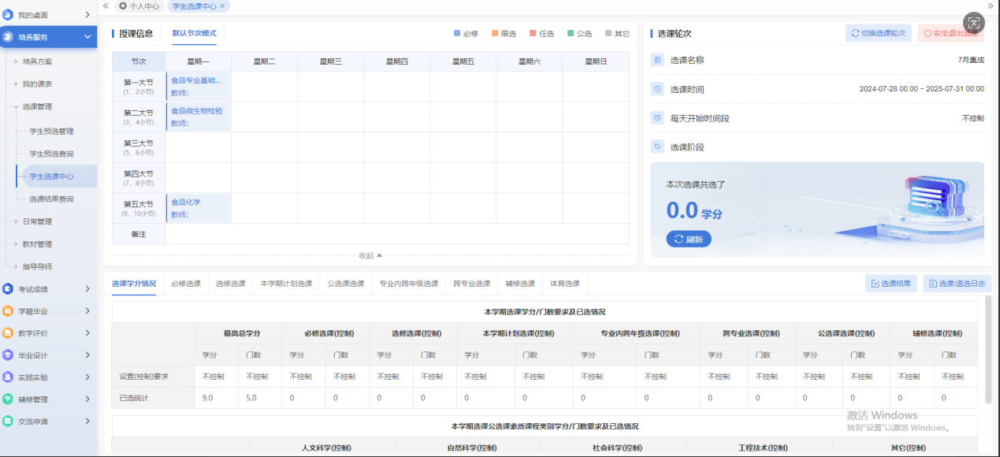 我的桌面
培养服务
培养方案
我的课表
选课管理
学生预选管理
学生预选查询
学生选课中心
选课结果查询
日常管理
教材管理
指导导师
考试成绩
学籍毕业
教学评价
毕业设计
实践实验
辅修管理
交流申请
个人中心 学生选课中心
授课信息 默认节次模式 必修 限选 任选 公选 其它
节次 星期一 星期二 星期三 星期四 星期五 星期六 星期日
第一大节
(1、2小节)
食品专业基础...
教师:
第二大节
(3、4小节)
食品微生物检验
教师:
第三大节
(5、6小节)
第四大节
(7、8小节)
第五大节
(9、10小节)
食品化学
教师:
备注
收起
选课轮次 切换选课轮次 安全退出选课
选课名称 7月集成
选课时间 2024-07-28 00:00 ~ 2025-07-31 00:00
每天开始时间段 不控制
选课阶段
本次选课共选了
0.0 学分
刷新
选课学分情况 必修选课 选修选课 本学期计划选课 公选课选课 专业内跨年级选课 跨专业选课 辅修选课 体育选课 选课结果 选课/退选日志
本学期选课学分/门数要求及已选情况
最高总学分 必修选课(控制) 选修选课(控制) 本学期计划选课(控制) 专业内跨年级选课(控制) 跨专业选课(控制) 公选课选课(控制) 辅修选课(控制)
学分 门数 学分 门数 学分 门数 学分 门数 学分 门数 学分 门数 学分 门数 学分 门数
设置(控制)要求 不控制 不控制 不控制 不控制 不控制 不控制 不控制 不控制 不控制 不控制 不控制 不控制 不控制 不控制 不控制 不控制
已选统计 9.0 5.0 0 0 0 0 0 0 0 0 0 0 0 0 0 0
本学期选课公选课素质课程类别学分/门数要求及已选情况
人文科学(控制) 自然科学(控制) 社会科学(控制) 工程技术(控制) 其它(控制)
激活 Windows
转到"设置"以激活 Windows。